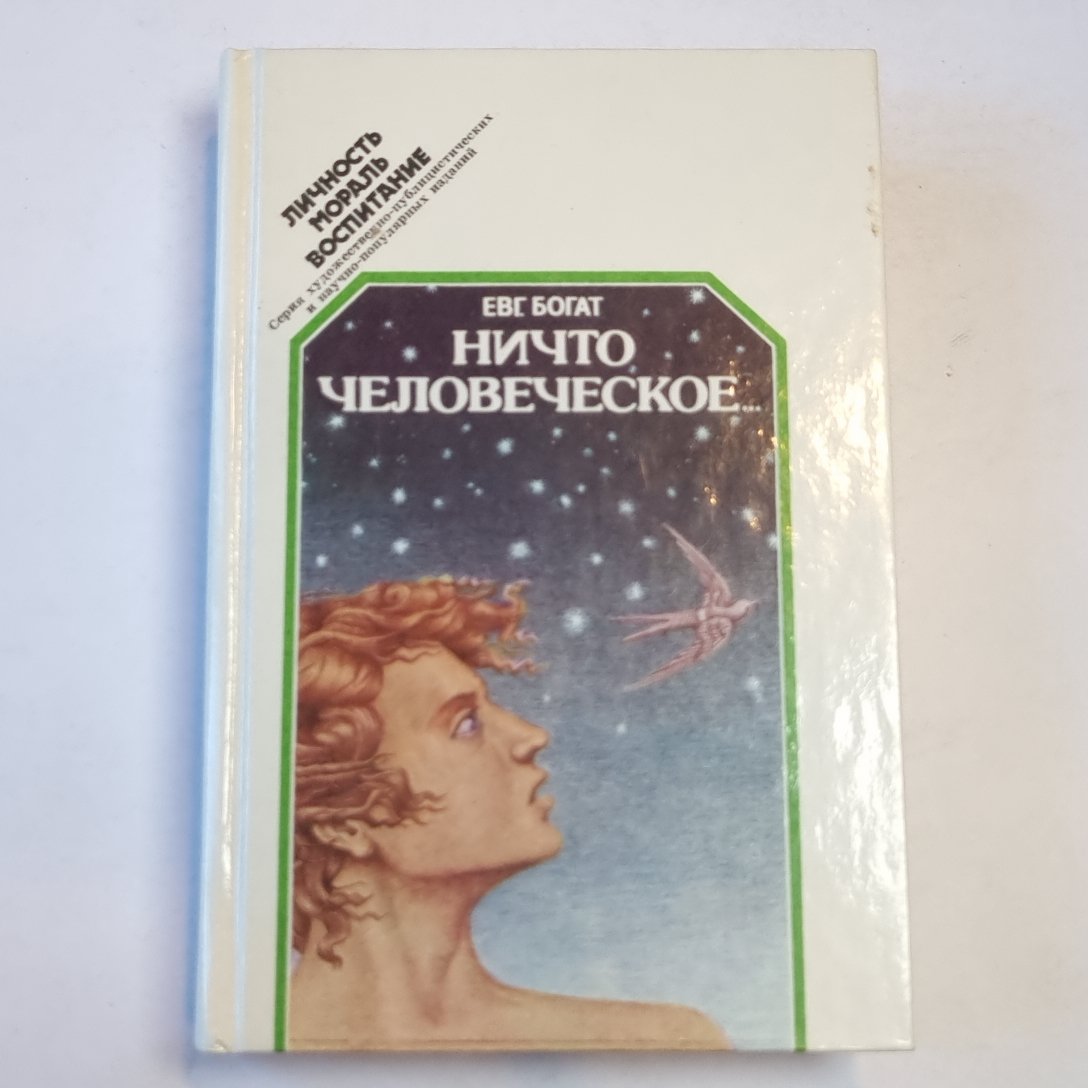 ЛИЧНОСТЬ
МОРАЛЬ
ВОСПИТАНИЕ
Серия художественно-публицистических
и научно-популярных изданий
ЕВГ. БОГАТ
НИЧТО
ЧЕЛОВЕЧЕСКОЕ...